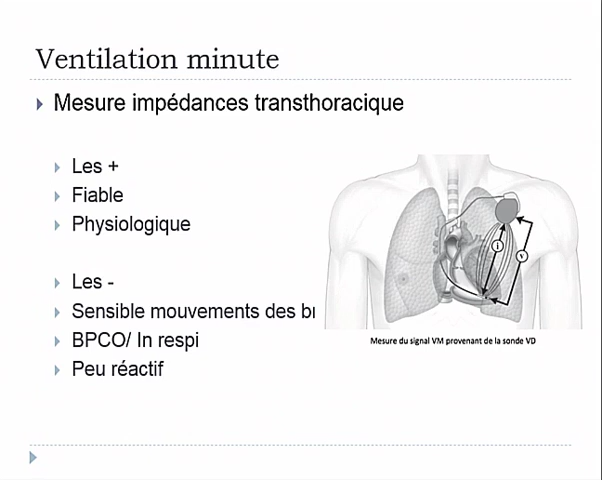 Ventilation minute
Mesure impédances transthoracique
Les +
Fiable
Physiologique
Les -
Sensible mouvements des
BPCO/ In respi
Peu réactif
i
v
Mesure du signal VM provenant de la sonde VD